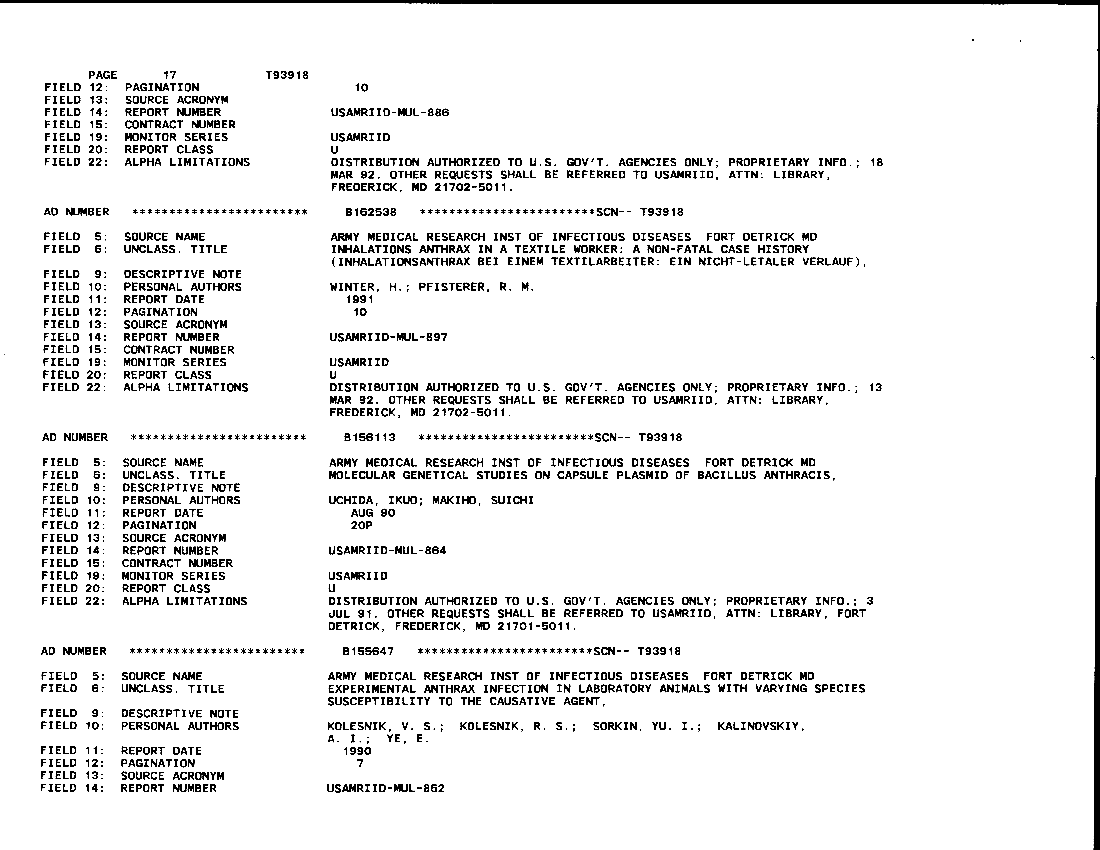 PAGE 17 T93918
FIELD 12: PAGINATION 10
FIELD 13: SOURCE ACRONYM
FIELD 14: REPORT NUMBER USAMRIID-MUL-886
FIELD 15: CONTRACT NUMBER
FIELD 19: MONITOR SERIES USAMRIID
FIELD 20: REPORT CLASS U
FIELD 22: ALPHA LIMITATIONS DISTRIBUTION AUTHORIZED TO U.S. GOV'T. AGENCIES ONLY; PROPRIETARY INFO.; 18
MAR 92. OTHER REQUESTS SHALL BE REFERRED TO USAMRIID, ATTN: LIBRARY,
FREDERICK, MD 21702-5011.
AD NUMBER ************************ B162538 ************************SCN-- T93918
FIELD 5: SOURCE NAME ARMY MEDICAL RESEARCH INST OF INFECTIOUS DISEASES FORT DETRICK MD
FIELD 6: UNCLASS. TITLE INHALATIONS ANTHRAX IN A TEXTILE WORKER: A NON-FATAL CASE HISTORY
(INHALATIONSANTHRAX BEI EINEM TEXTILARBEITER: EIN NICHT-LETALER VERLAUF),
FIELD 9: DESCRIPTIVE NOTE
FIELD 10: PERSONAL AUTHORS WINTER, H.; PFISTERER, R. M.
FIELD 11: REPORT DATE 1991
FIELD 12: PAGINATION 10
FIELD 13: SOURCE ACRONYM
FIELD 14: REPORT NUMBER USAMRIID-MUL-897
FIELD 15: CONTRACT NUMBER
FIELD 19: MONITOR SERIES USAMRIID
FIELD 20: REPORT CLASS U
FIELD 22: ALPHA LIMITATIONS DISTRIBUTION AUTHORIZED TO U.S. GOV'T. AGENCIES ONLY; PROPRIETARY INFO.; 13
MAR 92. OTHER REQUESTS SHALL BE REFERRED TO USAMRIID, ATTN: LIBRARY,
FREDERICK, MD 21702-5011.
AD NUMBER ************************ B156113 ************************SCN-- T93918
FIELD 5: SOURCE NAME ARMY MEDICAL RESEARCH INST OF INFECTIOUS DISEASES FORT DETRICK MD
FIELD 6: UNCLASS. TITLE MOLECULAR GENETICAL STUDIES ON CAPSULE PLASMID OF BACILLUS ANTHRACIS,
FIELD 9: DESCRIPTIVE NOTE
FIELD 10: PERSONAL AUTHORS UCHIDA, IKUO; MAKIHO, SUICHI
FIELD 11: REPORT DATE AUG 90
FIELD 12: PAGINATION 20P
FIELD 13: SOURCE ACRONYM
FIELD 14: REPORT NUMBER USAMRIID-MUL-864
FIELD 15: CONTRACT NUMBER
FIELD 19: MONITOR SERIES USAMRIID
FIELD 20: REPORT CLASS U
FIELD 22: ALPHA LIMITATIONS DISTRIBUTION AUTHORIZED TO U.S. GOV'T. AGENCIES ONLY; PROPRIETARY INFO.; 3
JUL 91. OTHER REQUESTS SHALL BE REFERRED TO USAMRIID, ATTN: LIBRARY, FORT
DETRICK, FREDERICK, MD 21701-5011.
AD NUMBER ************************ B155647 ************************SCN-- T93918
FIELD 5: SOURCE NAME ARMY MEDICAL RESEARCH INST OF INFECTIOUS DISEASES FORT DETRICK MD
FIELD 6: UNCLASS. TITLE EXPERIMENTAL ANTHRAX INFECTION IN LABORATORY ANIMALS WITH VARYING SPECIES
SUSCEPTIBILITY TO THE CAUSATIVE AGENT,
FIELD 9: DESCRIPTIVE NOTE
FIELD 10: PERSONAL AUTHORS KOLESNIK, V. S.; KOLESNIK, R. S.; SORKIN, YU. I.; KALINOVSKIY,
A. I.; YE, E.
FIELD 11: REPORT DATE 1990
FIELD 12: PAGINATION 7
FIELD 13: SOURCE ACRONYM
FIELD 14: REPORT NUMBER USAMRIID-MUL-862